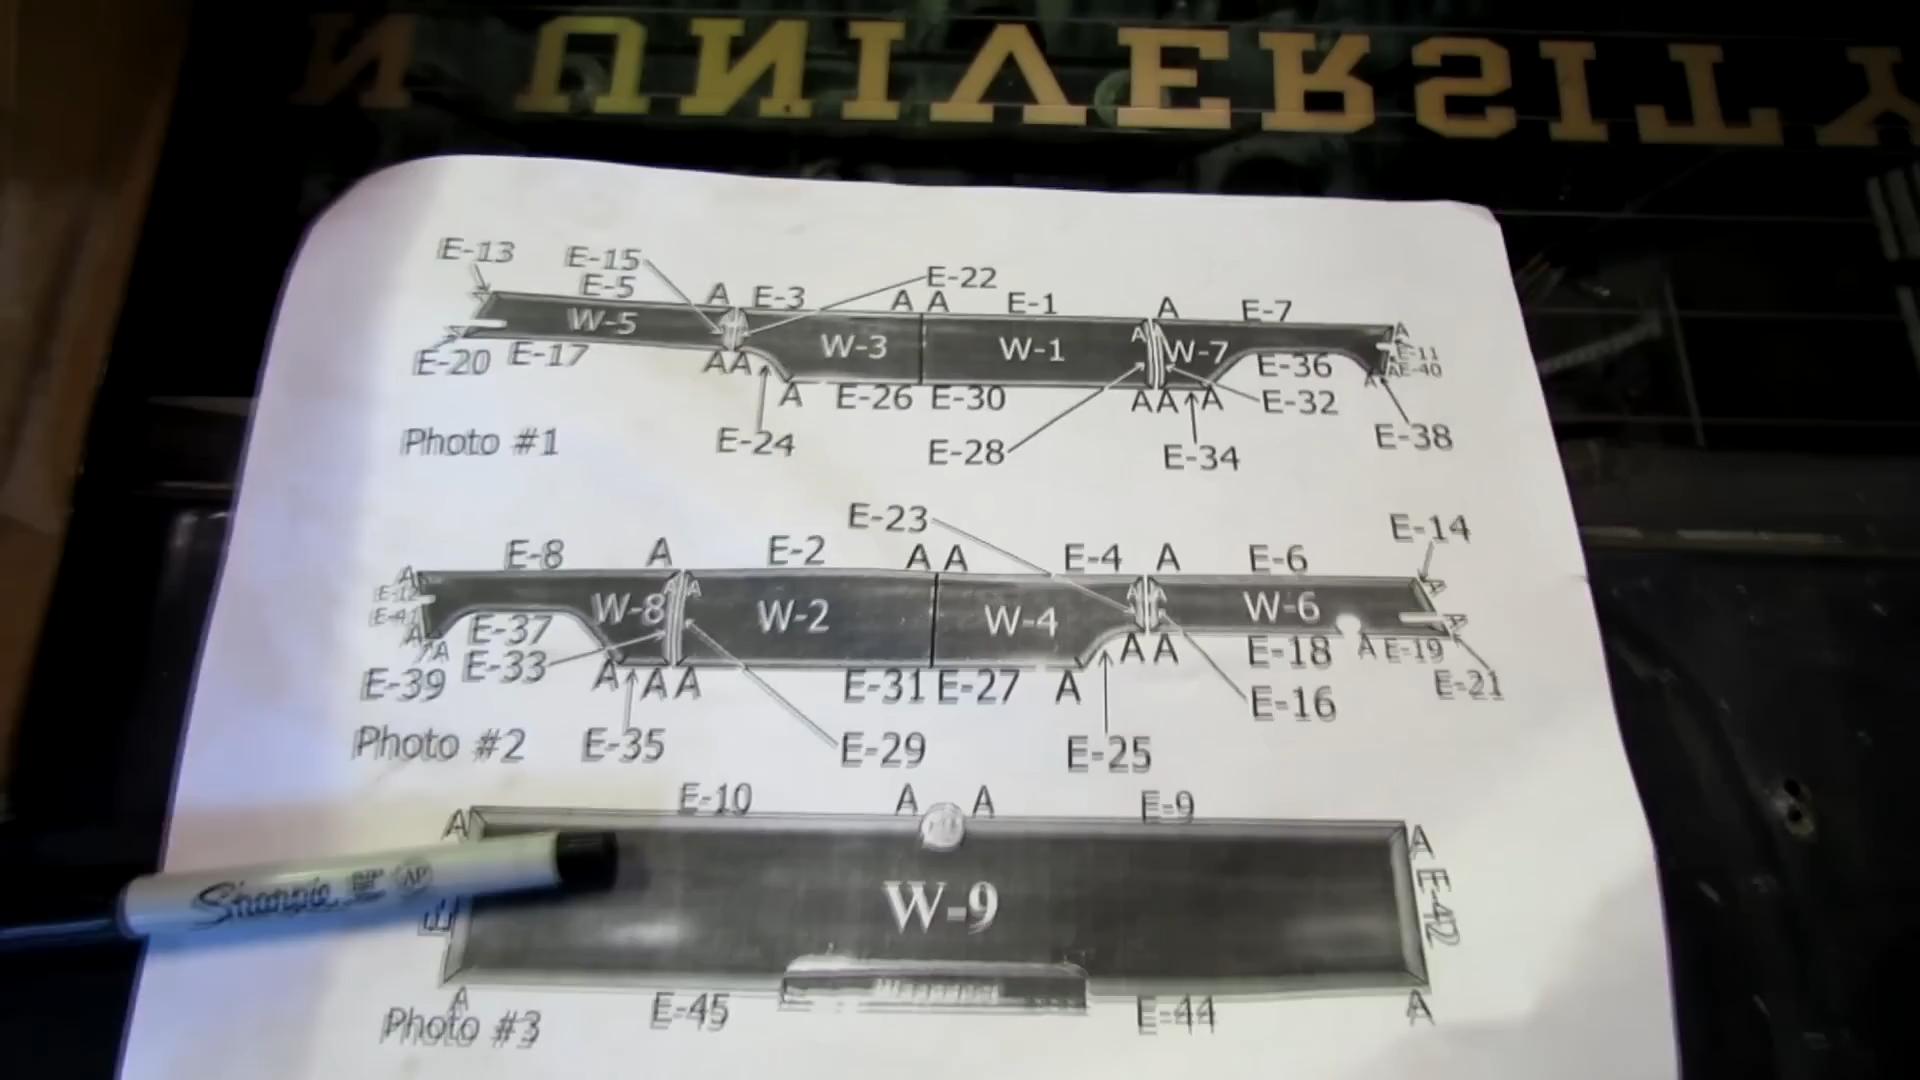 N UNIVERSITY
E-13 E-15 E-22
E-5 A E-3 A A E-1 A E-7
W-5 W-3 W-1 A W-7 A
E-11
AE-40
E-20 E-17 AA E-36 A
A E-26 E-30 AA A E-32
E-24 E-28 E-34 E-38
Photo #1
E-23 E-14
E-8 A E-2 A A E-4 A E-6
A A A A A A
E-12 W-8 W-2 W-4 W-6 A
E-41
A A E-37 AA E-18 A E-19
E-39 E-33 A A A E-31 E-27 A E-16 E-21
Photo #2 E-35 E-29 E-25
E-10 A A E-9
A A
W-9 E-42
Sharpie
A E-45 E-44 A
Photo #3